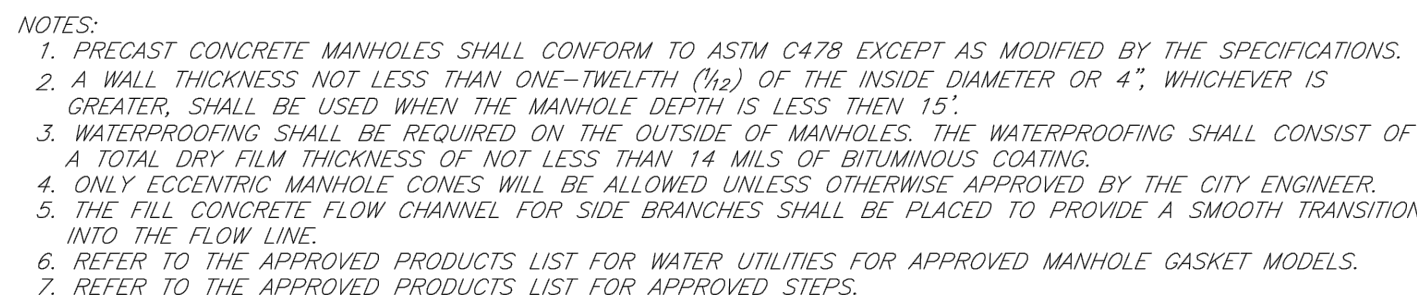 NOTES:
1. PRECAST CONCRETE MANHOLES SHALL CONFORM TO ASTM C478 EXCEPT AS MODIFIED BY THE SPECIFICATIONS.
2. A WALL THICKNESS NOT LESS THAN ONE-TWELFTH (1/12) OF THE INSIDE DIAMETER OR 4", WHICHEVER IS
GREATER, SHALL BE USED WHEN THE MANHOLE DEPTH IS LESS THEN 15'.
3. WATERPROOFING SHALL BE REQUIRED ON THE OUTSIDE OF MANHOLES. THE WATERPROOFING SHALL CONSIST OF
A TOTAL DRY FILM THICKNESS OF NOT LESS THAN 14 MILS OF BITUMINOUS COATING.
4. ONLY ECCENTRIC MANHOLE CONES WILL BE ALLOWED UNLESS OTHERWISE APPROVED BY THE CITY ENGINEER.
5. THE FILL CONCRETE FLOW CHANNEL FOR SIDE BRANCHES SHALL BE PLACED TO PROVIDE A SMOOTH TRANSITION
INTO THE FLOW LINE.
6. REFER TO THE APPROVED PRODUCTS LIST FOR WATER UTILITIES FOR APPROVED MANHOLE GASKET MODELS.
7. REFER TO THE APPROVED PRODUCTS LIST FOR APPROVED STEPS.